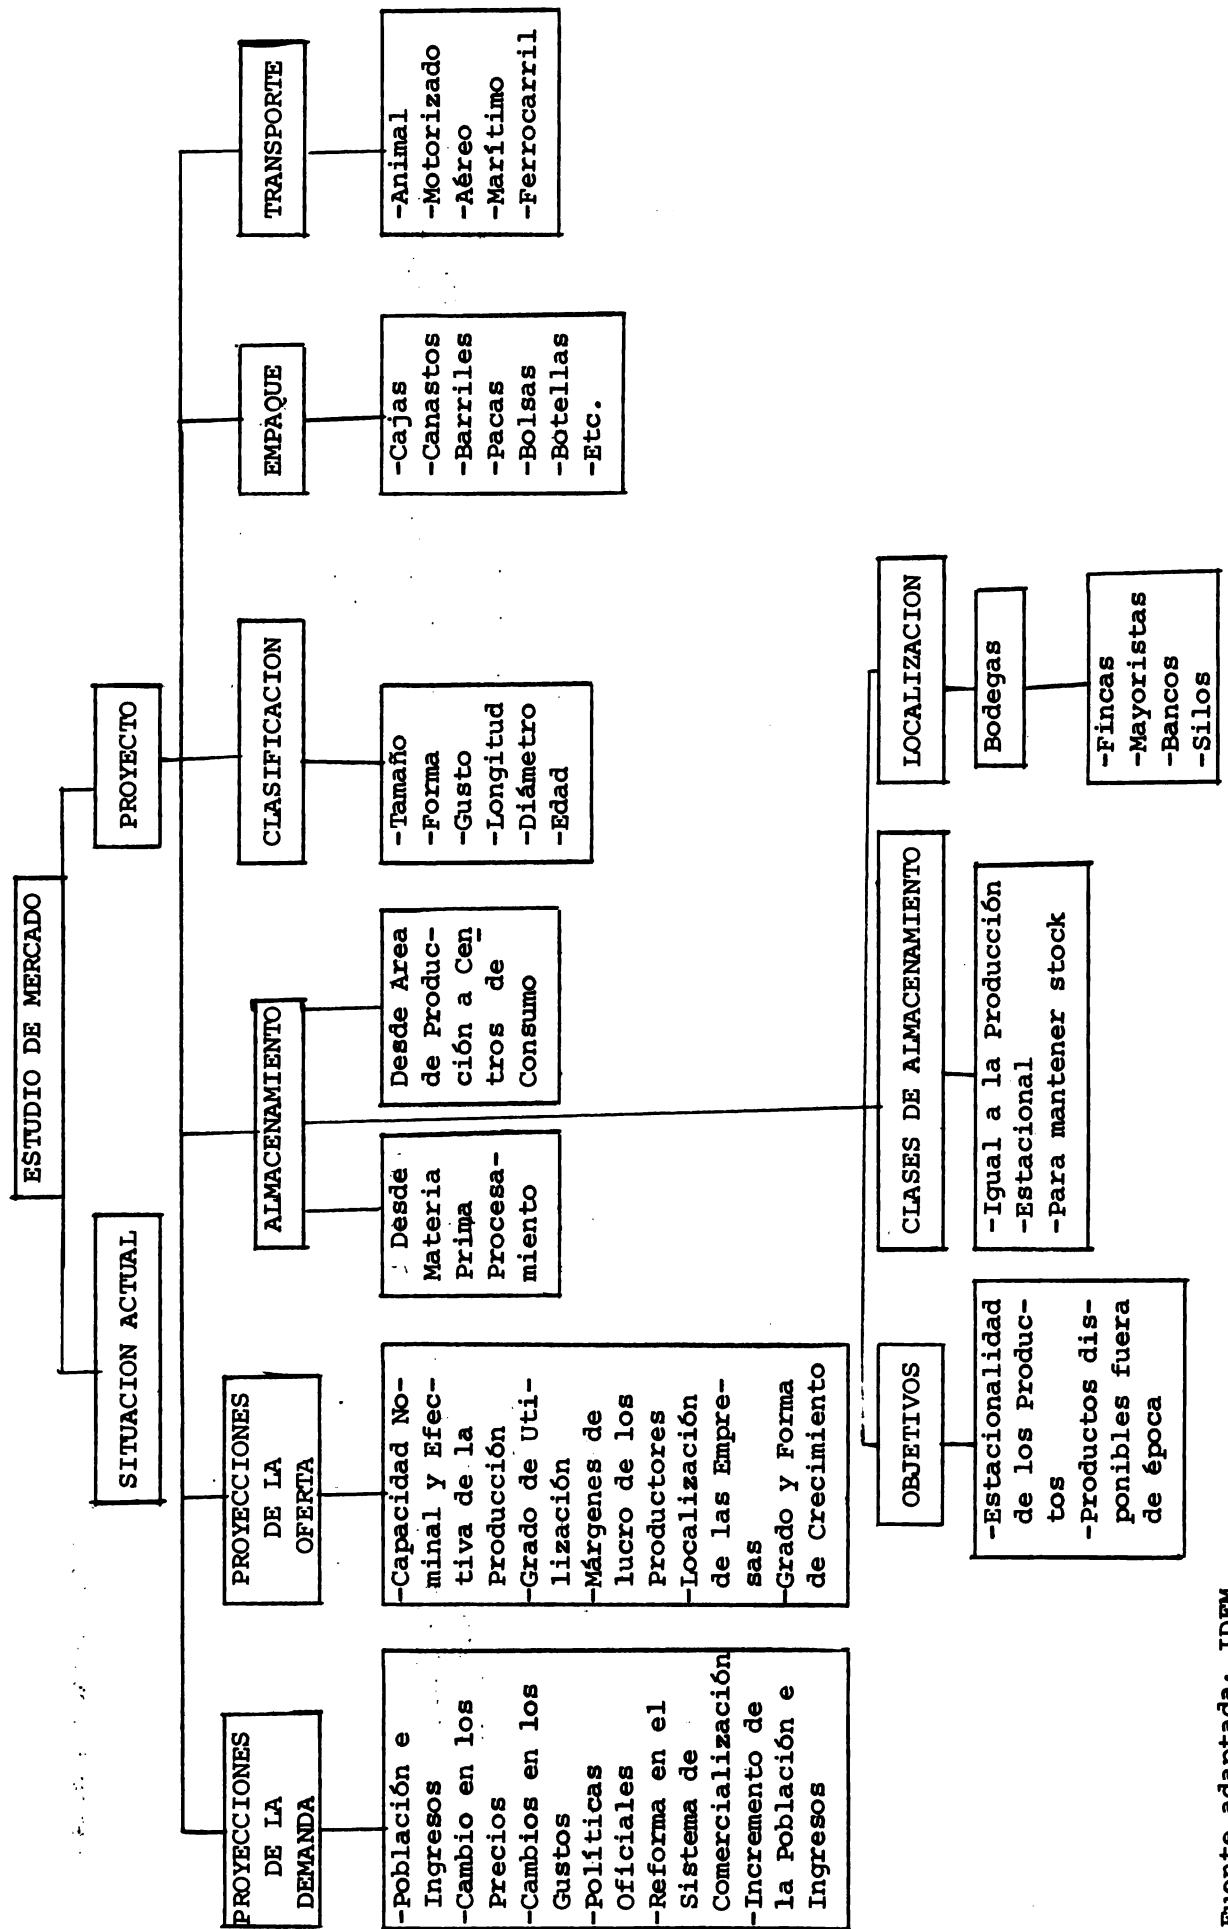 ESTUDIO DE MERCADO
SITUACION ACTUAL
PROYECTO
PROYECCIONES
DE LA
DEMANDA
-Población e
Ingresos
-Cambio en los
Precios
-Cambios en los
Gustos
-Políticas
Oficiales
-Reforma en el
Sistema de
Comercialización
-Incremento de
la Población e
Ingresos
PROYECCIONES
DE LA
OFERTA
-Capacidad No-
minal y Efec-
tiva de la
Producción
-Grado de Uti-
lización
-Márgenes de
lucro de los
Productores
-Localización
de las Empre-
sas
-Grado y Forma
de Crecimiento
ALMACENAMIENTO
Desde
Materia
Prima
Procesa-
miento
Desde Area
de Produc-
ción a Cen
tros de
Consumo
CLASIFICACION
-Tamaño
-Forma
-Gusto
-Longitud
-Diámetro
-Edad
EMPAQUE
-Cajas
-Canastos
-Barriles
-Pacas
-Bolsas
-Botellas
-Etc.
TRANSPORTE
-Animal
-Motorizado
-Aéreo
-Marítimo
-Ferrocarril
OBJETIVOS
-Estacionalidad
de los Produc-
tos
-Productos dis-
ponibles fuera
de época
CLASES DE ALMACENAMIENTO
-Igual a la Producción
-Estacional
-Para mantener stock
LOCALIZACION
Bodegas
-Fincas
-Mayoristas
-Bancos
-Silos
Fuente adaptada: IDEM